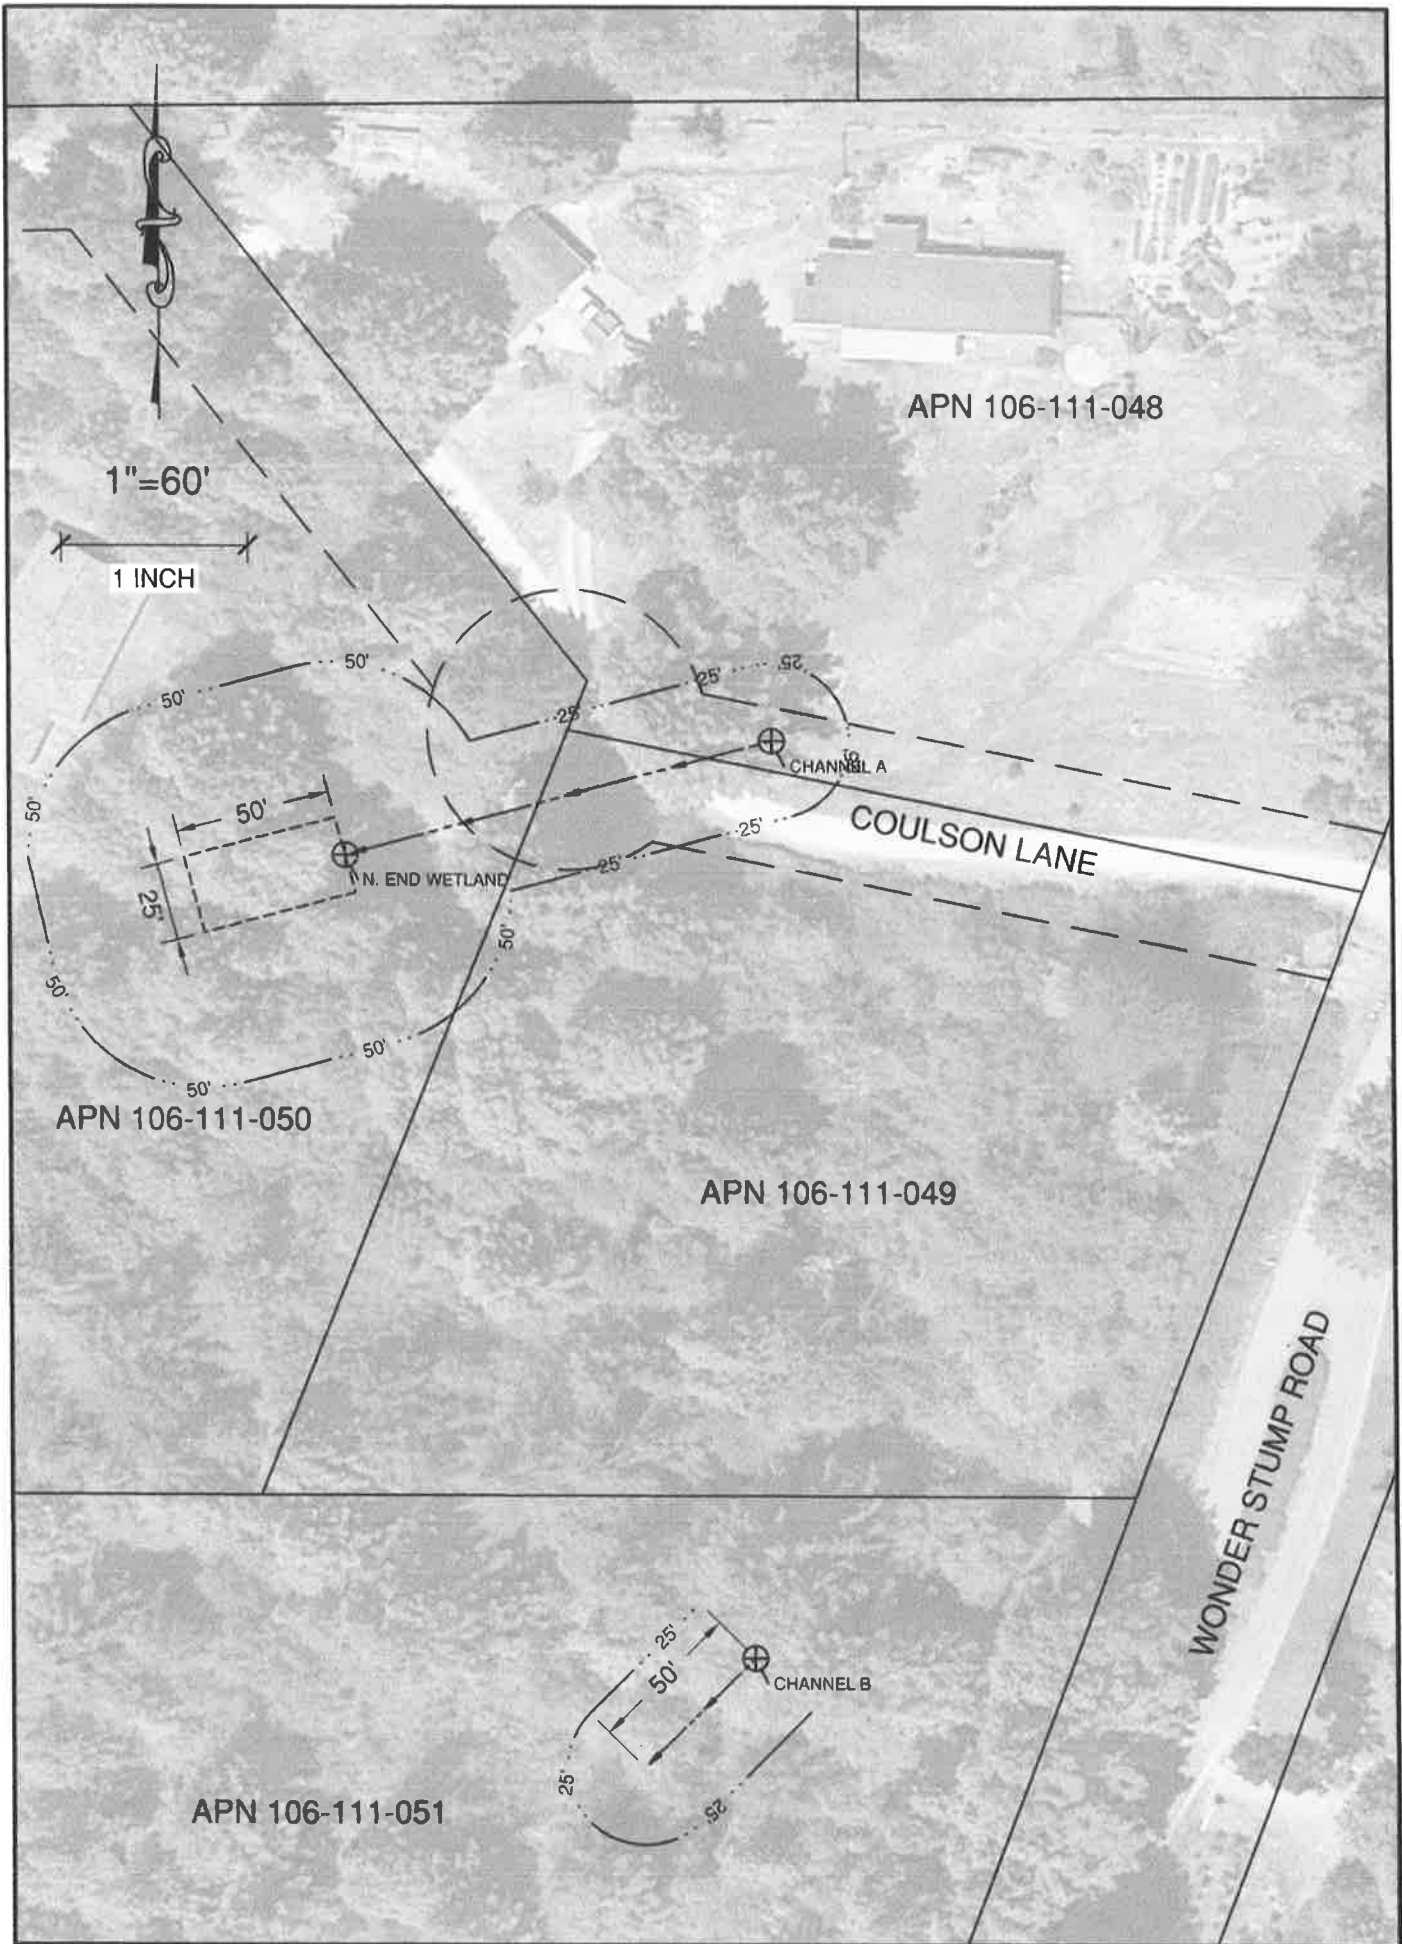 APN 106-111-048
1"=60'
1 INCH
50'
50'
25'
25'
25'
25'
CHANNEL A
COULSON LANE
50'
50'
25'
25'
N. END WETLAND
25'
50'
50'
50'
50'
APN 106-111-050
APN 106-111-049
WONDER STUMP ROAD
25'
50'
CHANNEL B
25'
25'
APN 106-111-051